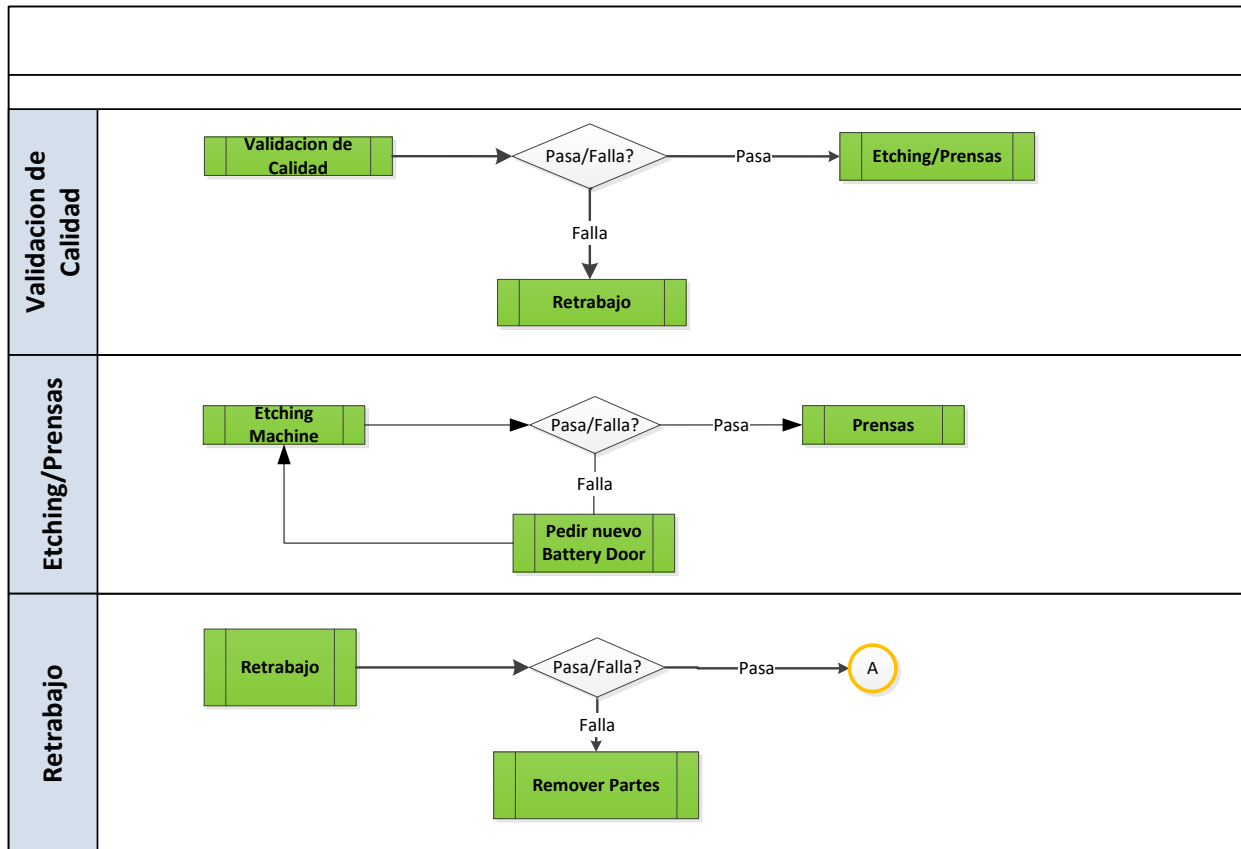 Validacion de
Calidad
Validacion de
Calidad
Pasa/Falla?
Pasa
Etching/Prensas
Falla
Retrabajo
Etching/Prensas
Etching
Machine
Pasa/Falla?
Pasa
Prensas
Falla
Pedir nuevo
Battery Door
Retrabajo
Retrabajo
Pasa/Falla?
Pasa
A
Falla
Remover Partes